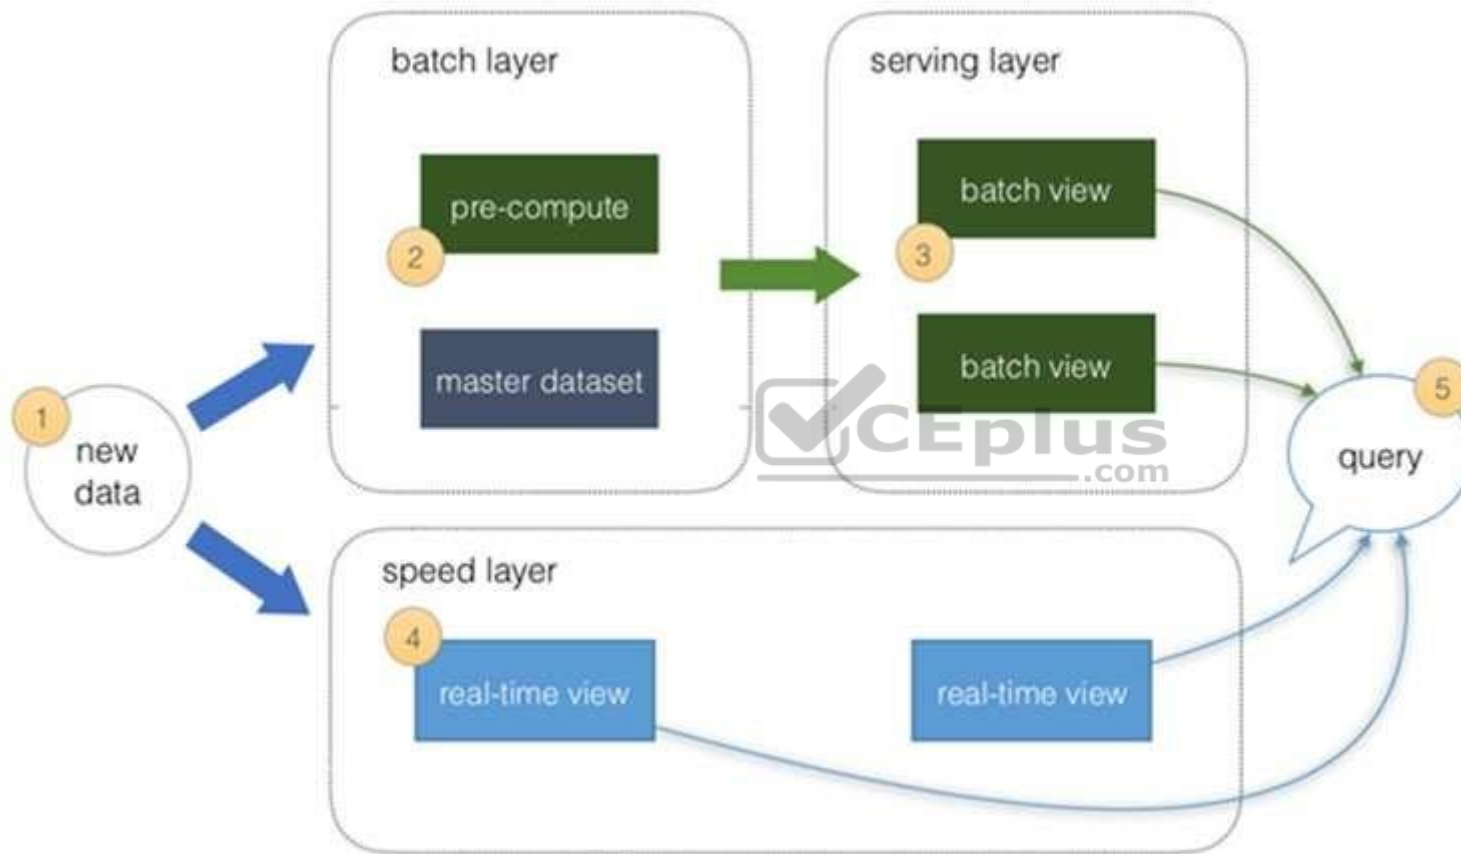 batch layer
serving layer
pre-compute
2
batch view
3
master dataset
batch view
1
new
data
CEplus
.com
5
query
speed layer
4
real-time view
real-time view